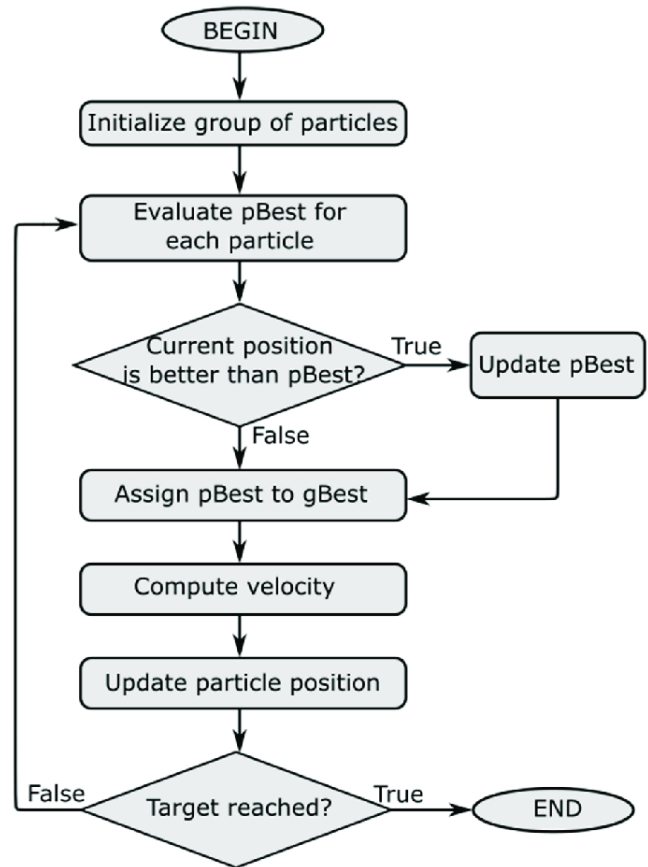 BEGIN
Initialize group of particles
Evaluate pBest for
each particle
Current position
is better than pBest?
True
Update pBest
False
Assign pBest to gBest
Compute velocity
Update particle position
False
Target reached?
True
END